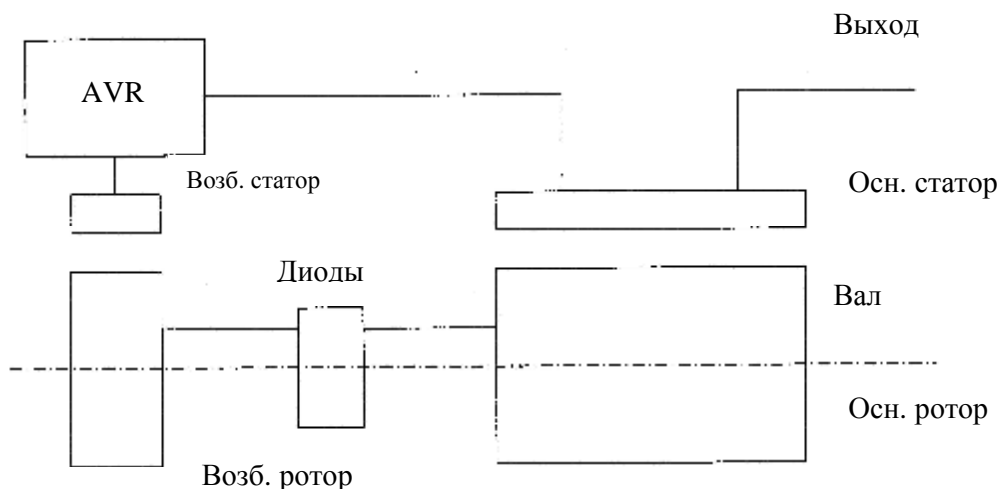 Выход
AVR
Возб. статор
Осн. статор
Диоды
Вал
Осн. ротор
Возб. ротор